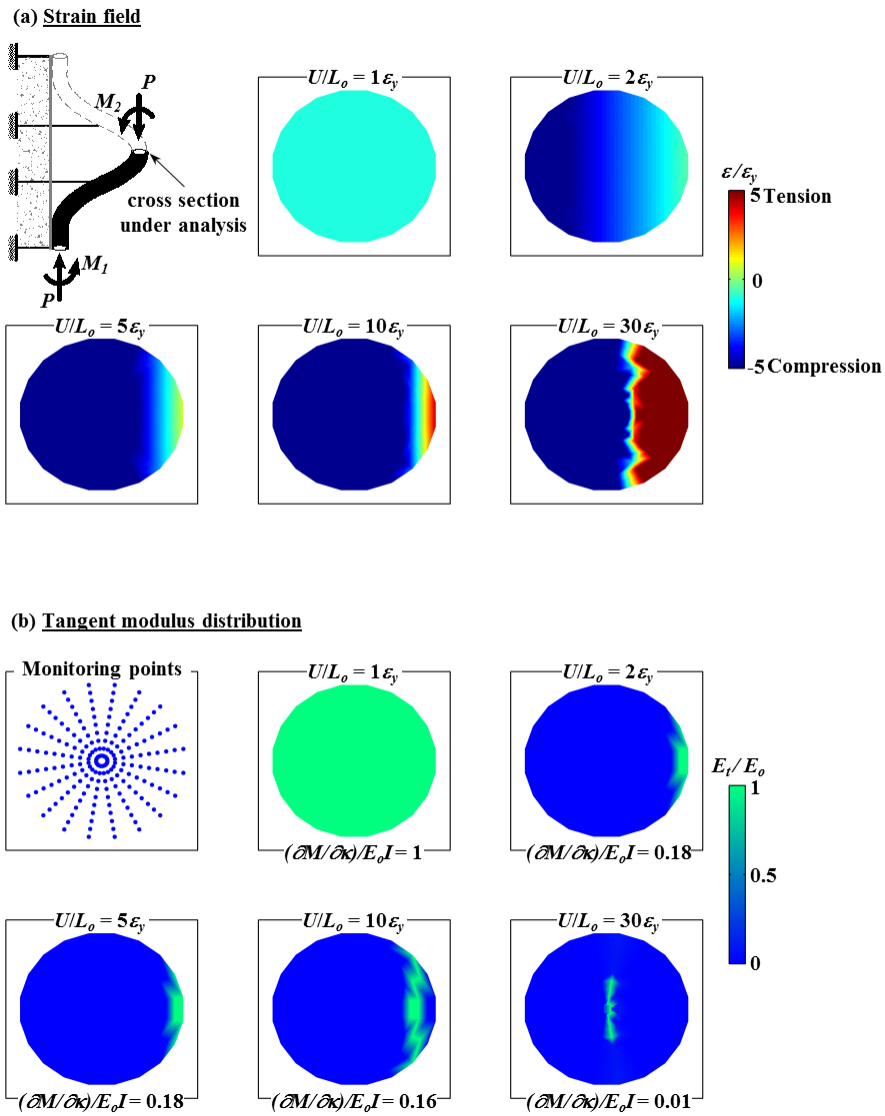 (a) Strain field
U/Lo = 1εy
U/Lo = 2εy
P
M2
cross section
under analysis
M1
P
ε/εy
5 Tension
0
-5 Compression
U/Lo = 5εy
U/Lo = 10εy
U/Lo = 30εy
(b) Tangent modulus distribution
Monitoring points
U/Lo = 1εy
U/Lo = 2εy
(∂M/∂κ)/EoI = 1
(∂M/∂κ)/EoI = 0.18
Et/Eo
1
0.5
0
U/Lo = 5εy
U/Lo = 10εy
U/Lo = 30εy
(∂M/∂κ)/EoI = 0.18
(∂M/∂κ)/EoI = 0.16
(∂M/∂κ)/EoI = 0.01